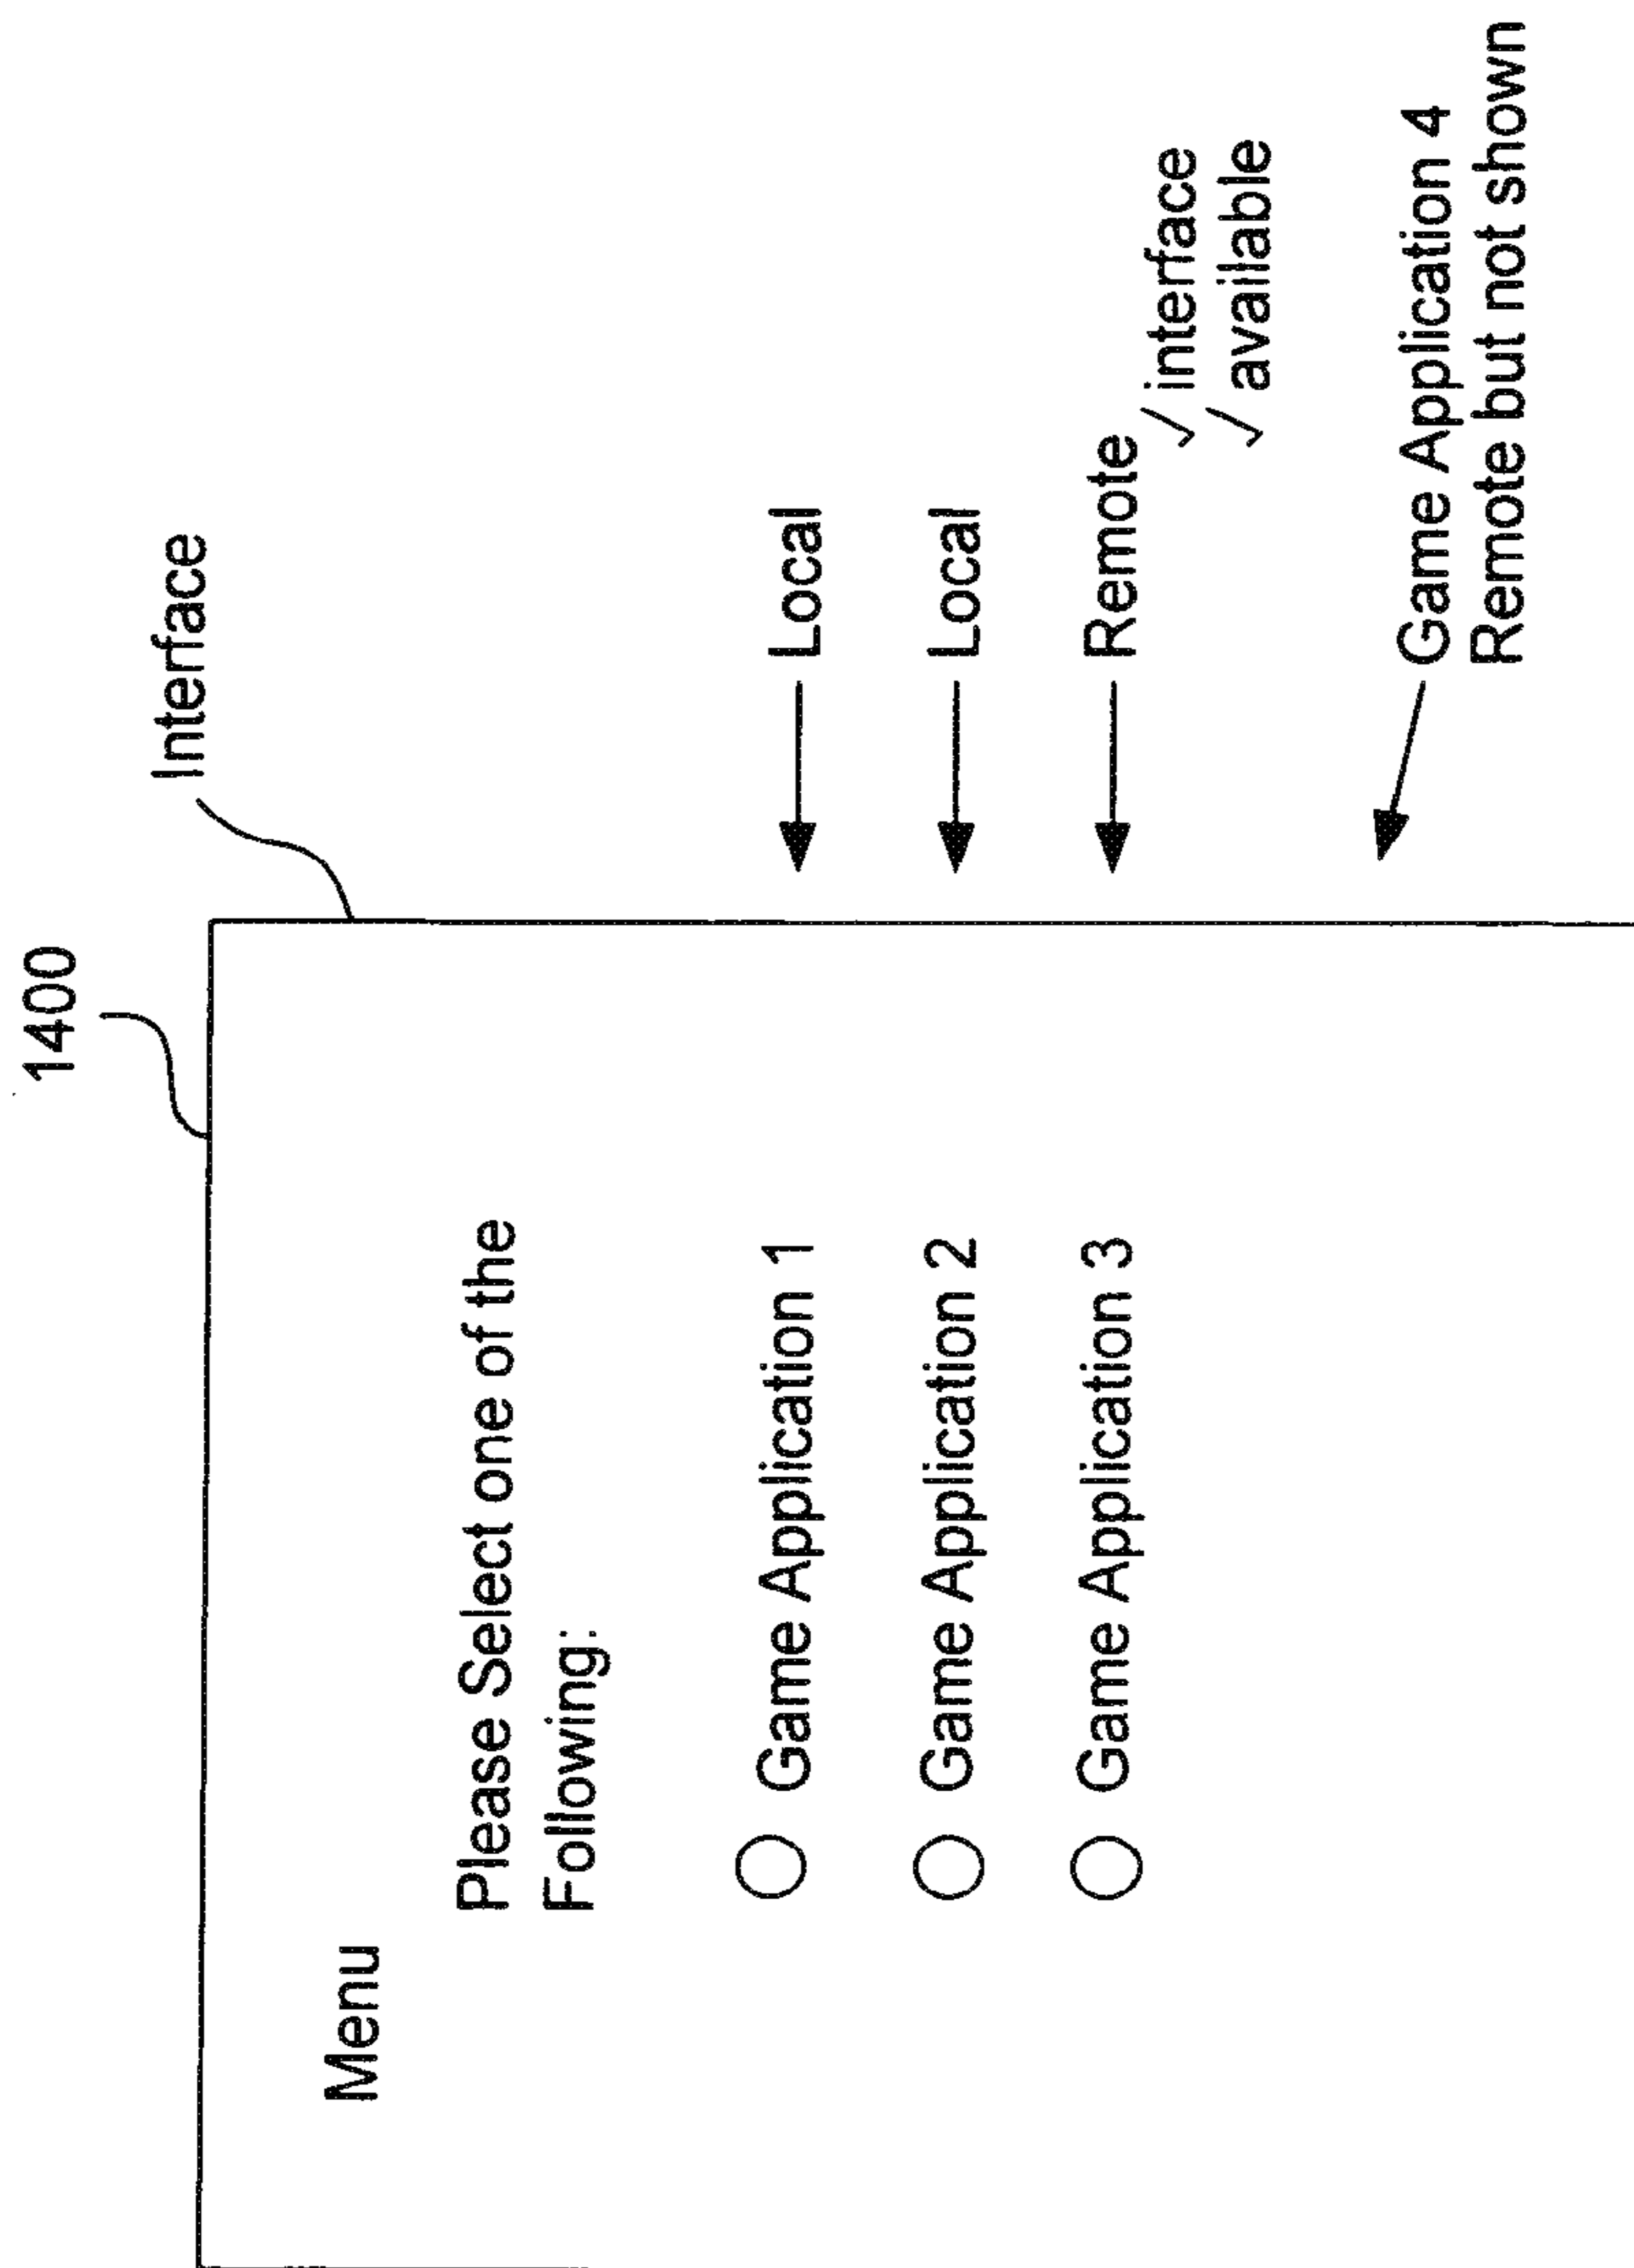 1400
Interface
Menu
Please Select one of the
Following:
Game Application 1
Local
Game Application 2
Local
Game Application 3
Remote
√ interface
√ available
Game Application 4
Remote but not shown